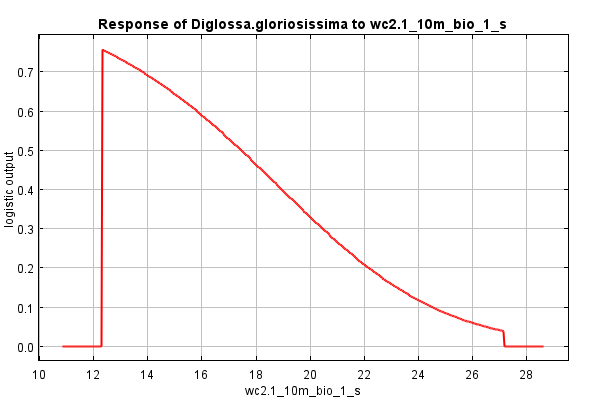 Response of Diglossa.gloriosissima to wc2.1_10m_bio_1_s
logistic output
0.7
0.6
0.5
0.4
0.3
0.2
0.1
0.0
10 12 14 16 18 20 22 24 26 28
wc2.1_10m_bio_1_s